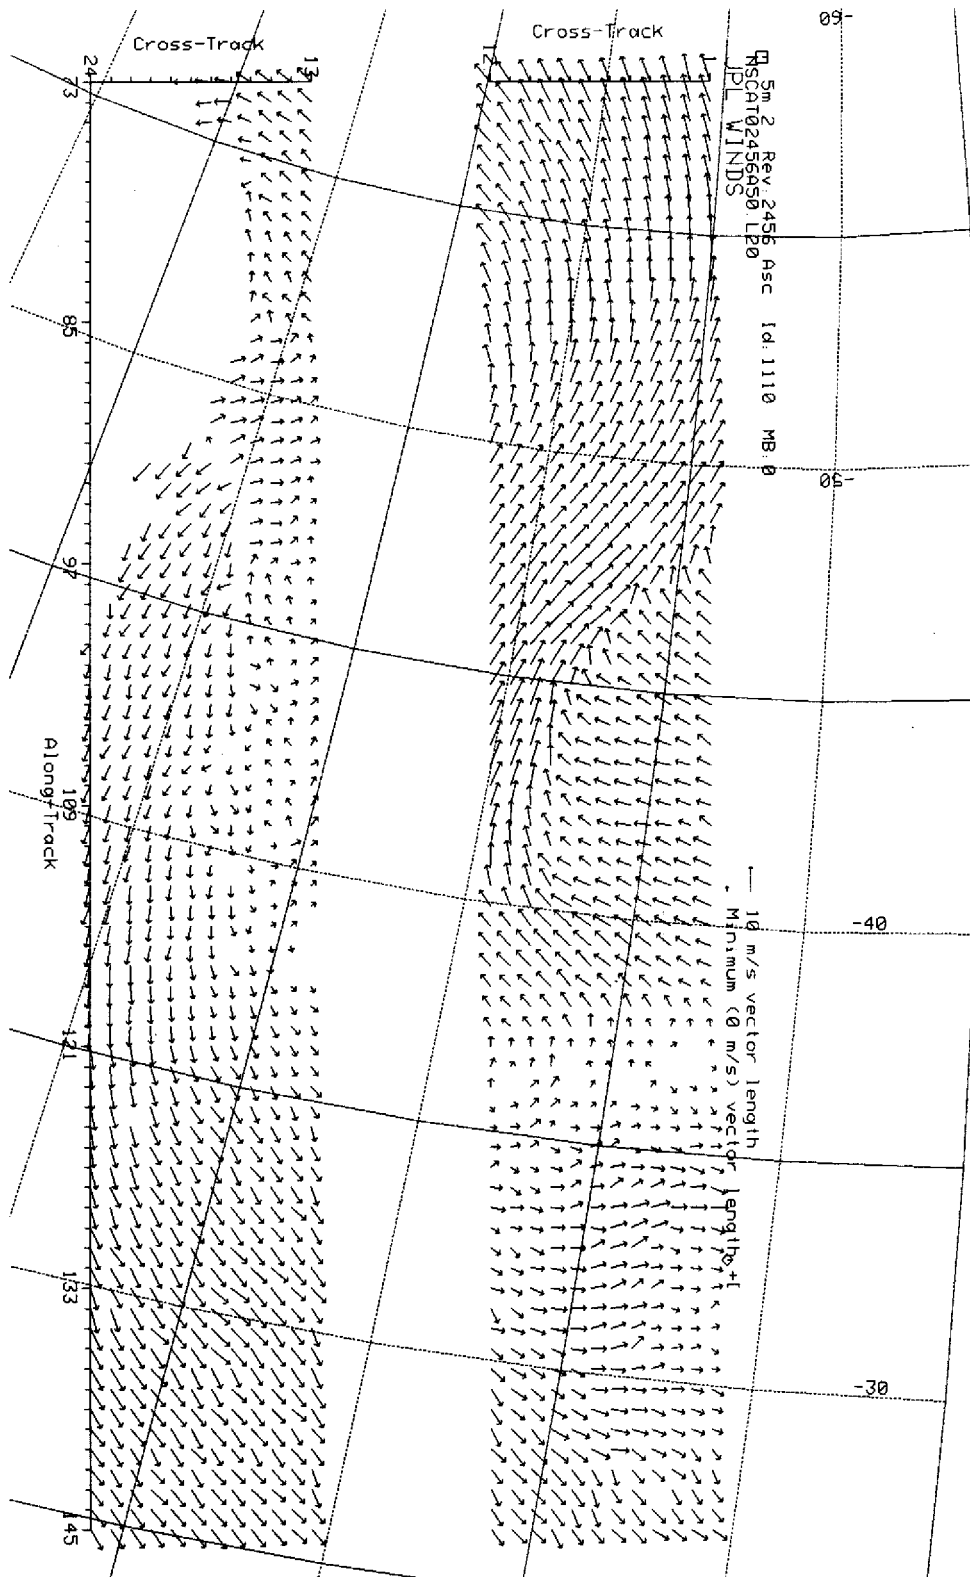 Cross-Track
Cross-Track
24
13
12
1
-60
5m 2 Rev:2456 Asc Id:1110 MB:0
NSCAT02456A50.L20
JPL WINDS
73
85
97
109
121
133
145
Along-Track
-50
-40
-30
10 m/s vector length
Minimum (0 m/s) vector length